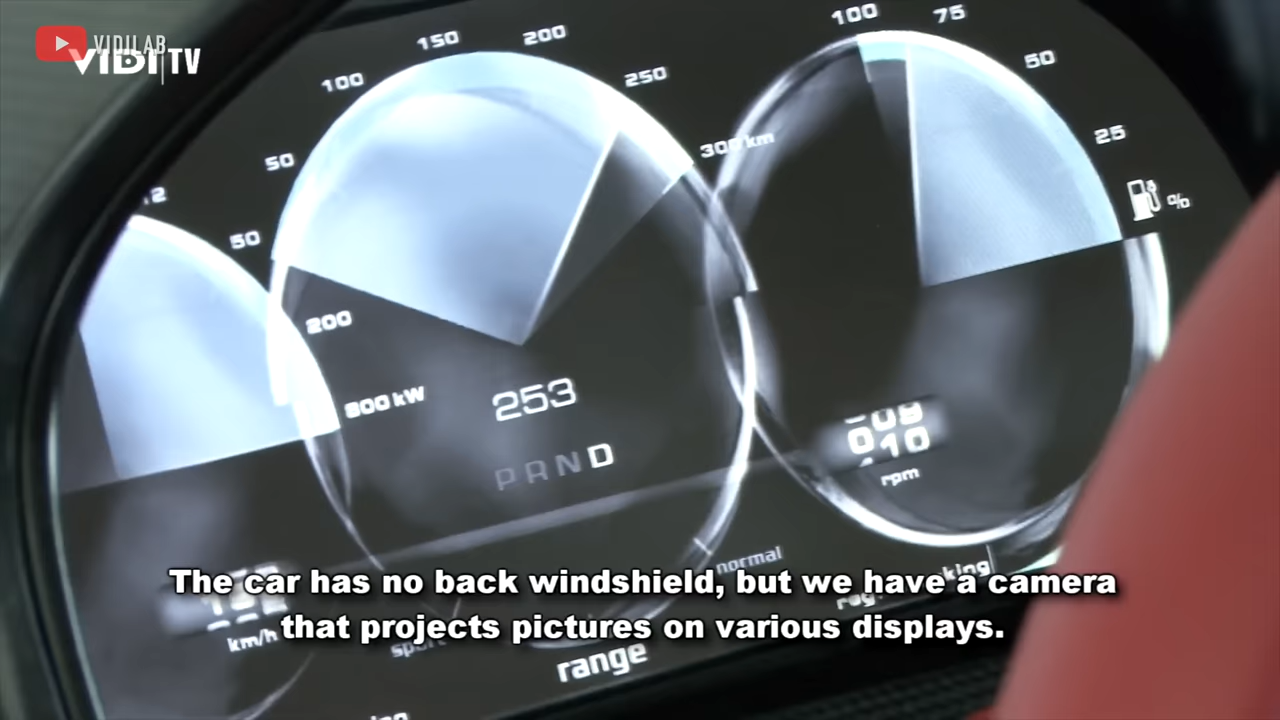 VIDILAB
VIDI TV
150
200
100
250
50
300 km
100
75
50
25
%
12
50
200
800 kW
253
P R N D
rpm
normal
km/h
range
The car has no back windshield, but we have a camera
that projects pictures on various displays.